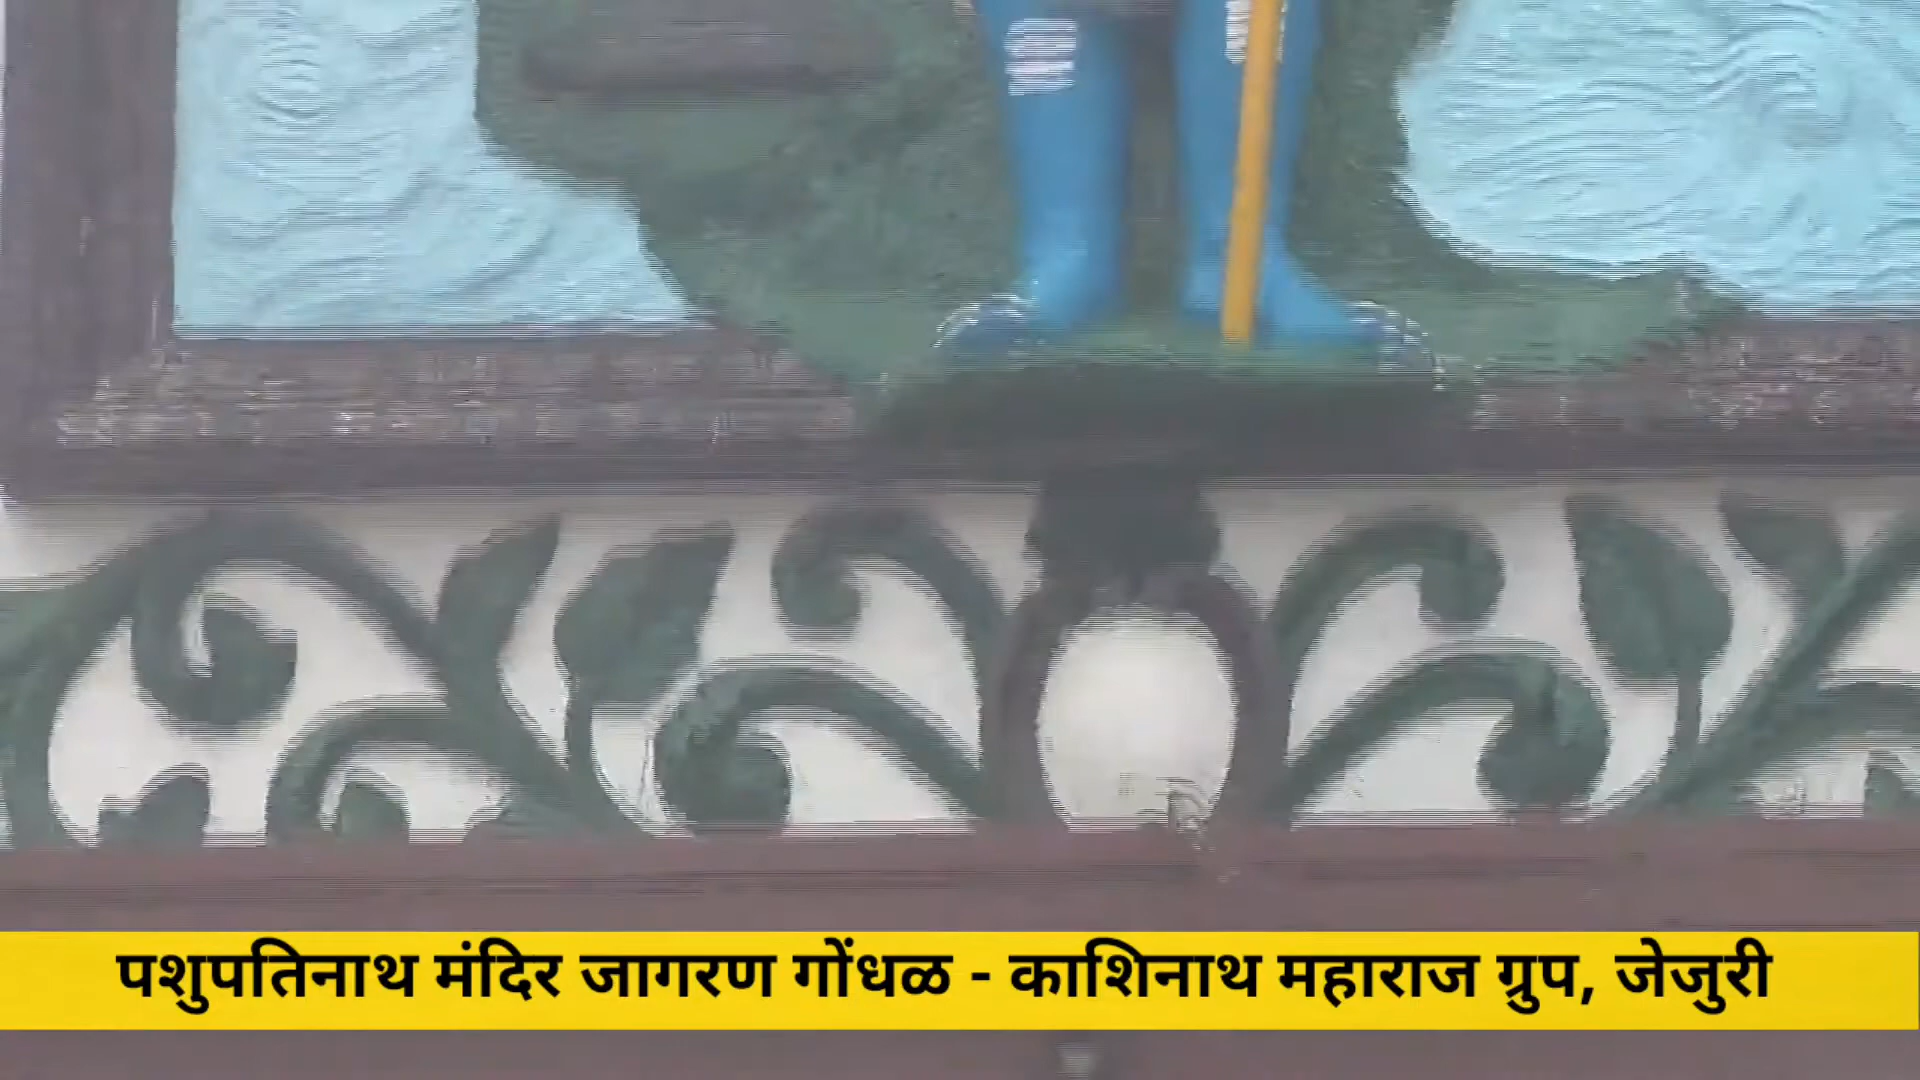 पशुपतिनाथ मंदिर जागरण गोंधळ - काशिनाथ महाराज ग्रुप, जेजुरी